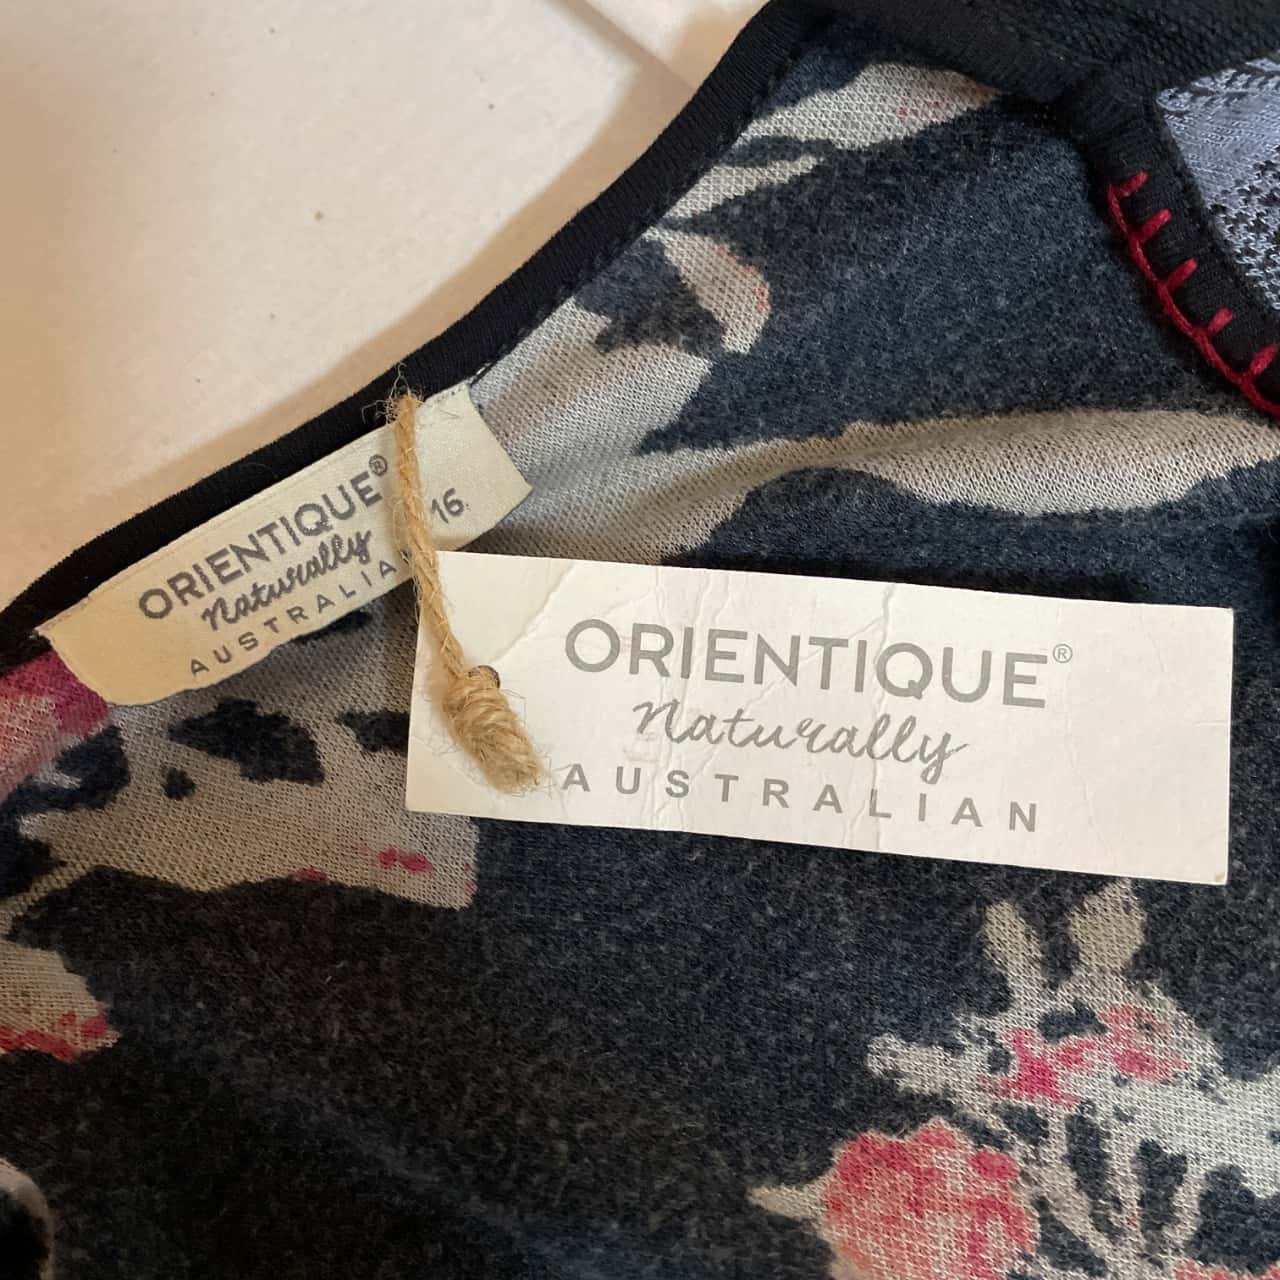 ORIENTIQUE®
Naturally
AUSTRALIA
16
ORIENTIQUE®
Naturally
AUSTRALIAN